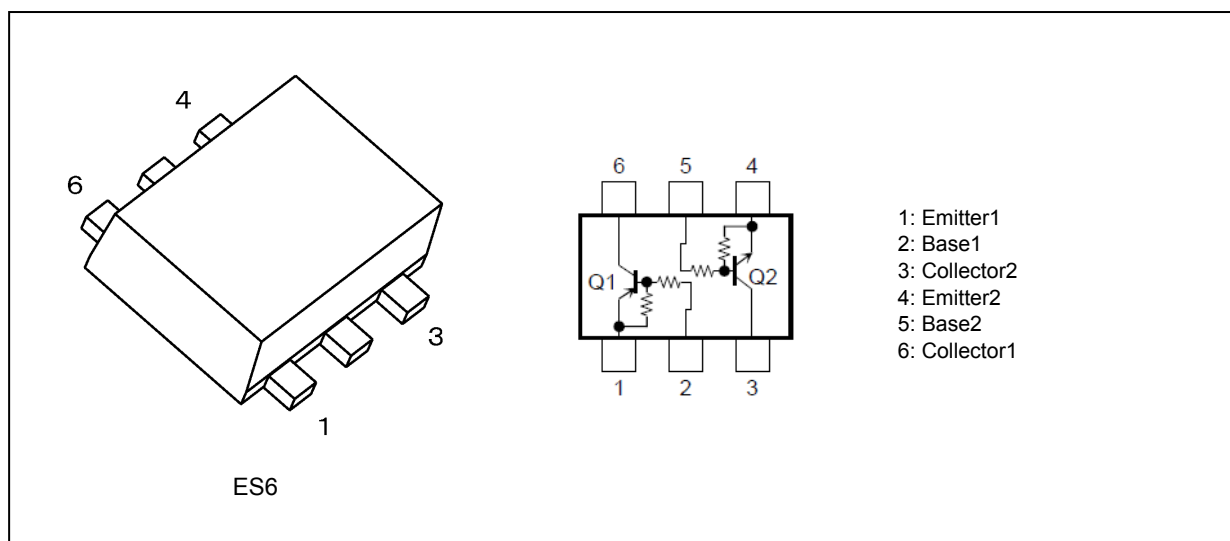 4
6
3
1
ES6
6 5 4
Q1 Q2
1 2 3
1: Emitter1
2: Base1
3: Collector2
4: Emitter2
5: Base2
6: Collector1